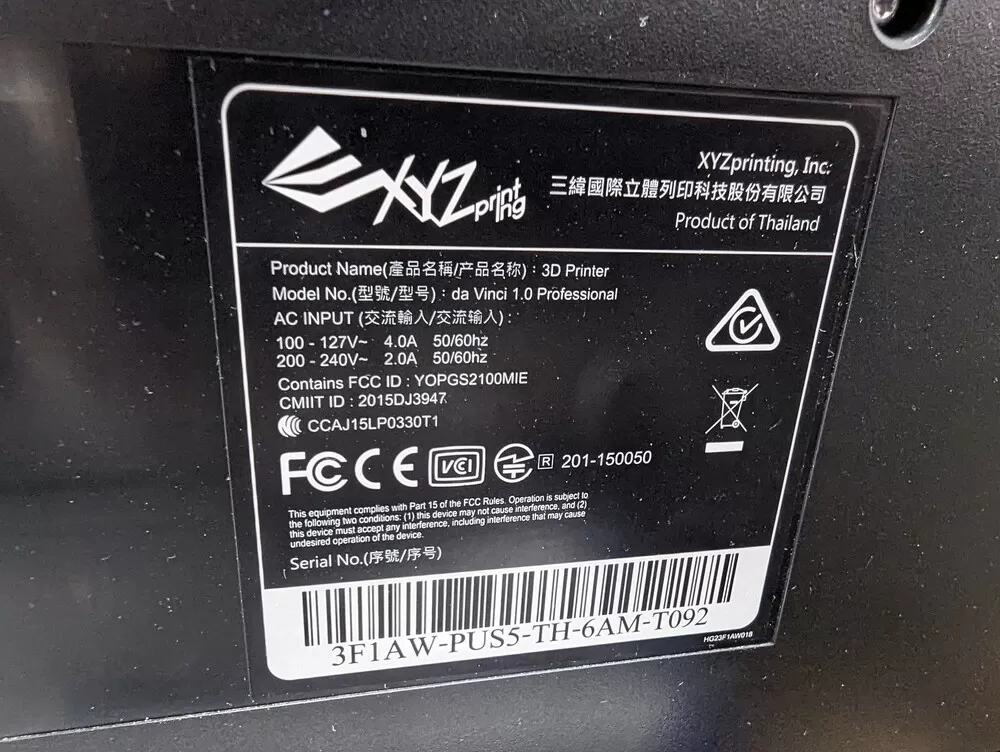 XYZprinting
XYZprinting, Inc.
三緯國際立體列印科技股份有限公司
Product of Thailand
Product Name(產品名稱/产品名称) : 3D Printer
Model No.(型號/型号) : da Vinci 1.0 Professional
AC INPUT (交流輸入/交流输入) :
100 - 127V~ 4.0A 50/60hz
200 - 240V~ 2.0A 50/60hz
Contains FCC ID : YOPGS2100MIE
CMIIT ID : 2015DJ3947
CCAJ15LP0330T1
FC CE VCI R 201-150050
This equipment complies with Part 15 of the FCC Rules. Operation is subject to
the following two conditions: (1) this device may not cause interference, and (2)
this device must accept any interference, including interference that may cause
undesired operation of the device.
Serial No.(序號/序号)
3F1AW-PUS5-TH-6AM-T092
HG23F1AW018